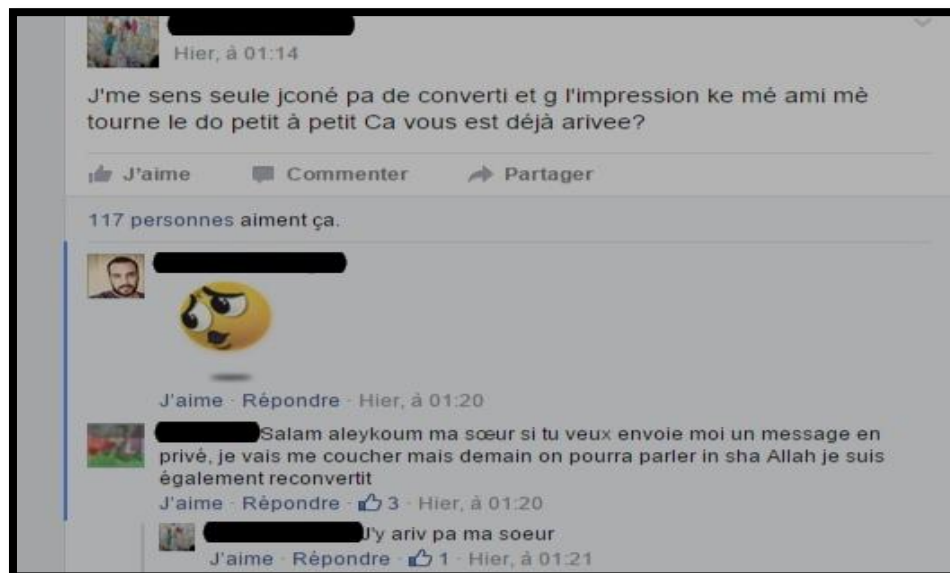 Hier, à 01:14
J'me sens seule jconé pa de converti et g l'impression ke mé ami mè
tourne le do petit à petit Ca vous est déjà arivee?
J'aime Commenter Partager
117 personnes aiment ça.
J'aime · Répondre · Hier, à 01:20
Salam aleykoum ma sœur si tu veux envoie moi un message en
privé, je vais me coucher mais demain on pourra parler in sha Allah je suis
également reconvertit
J'aime · Répondre · 3 · Hier, à 01:20
J'y ariv pa ma soeur
J'aime · Répondre · 1 · Hier, à 01:21